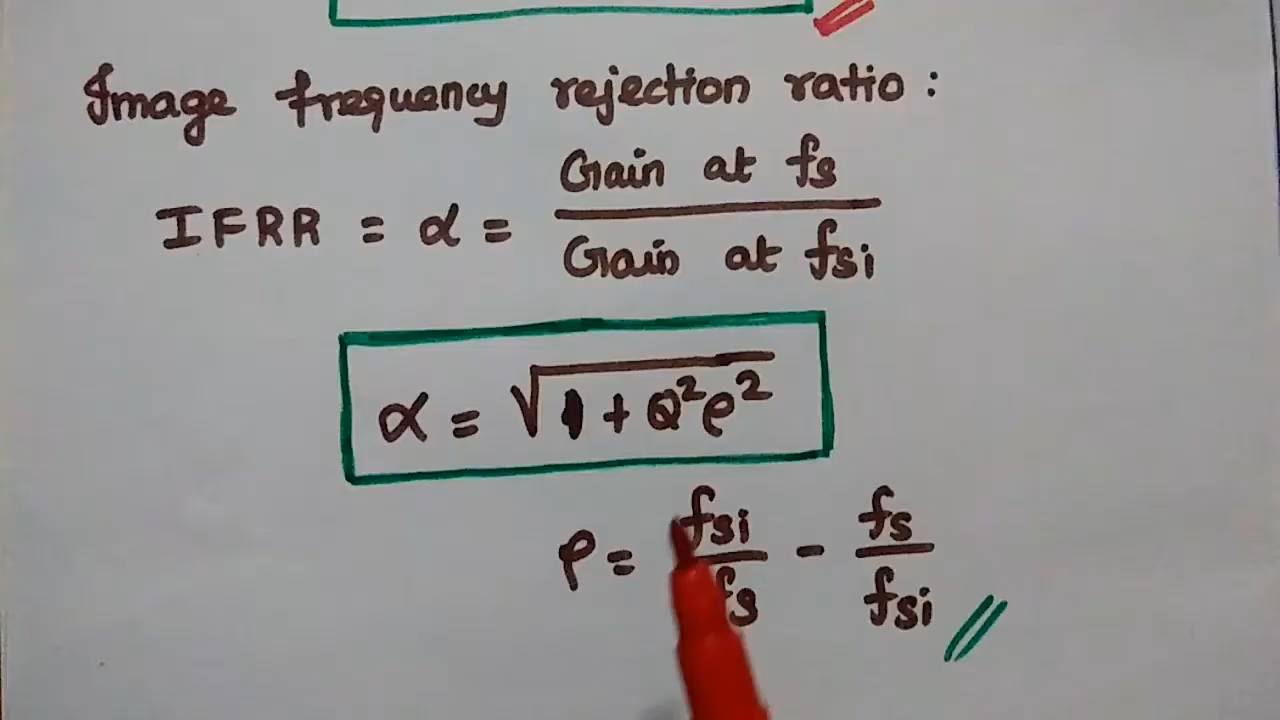 Image frequency rejection ratio :
IFRR = α = Gain at fs / Gain at fsi
α = √1 + Q²ρ²
ρ = fsi / fs - fs / fsi